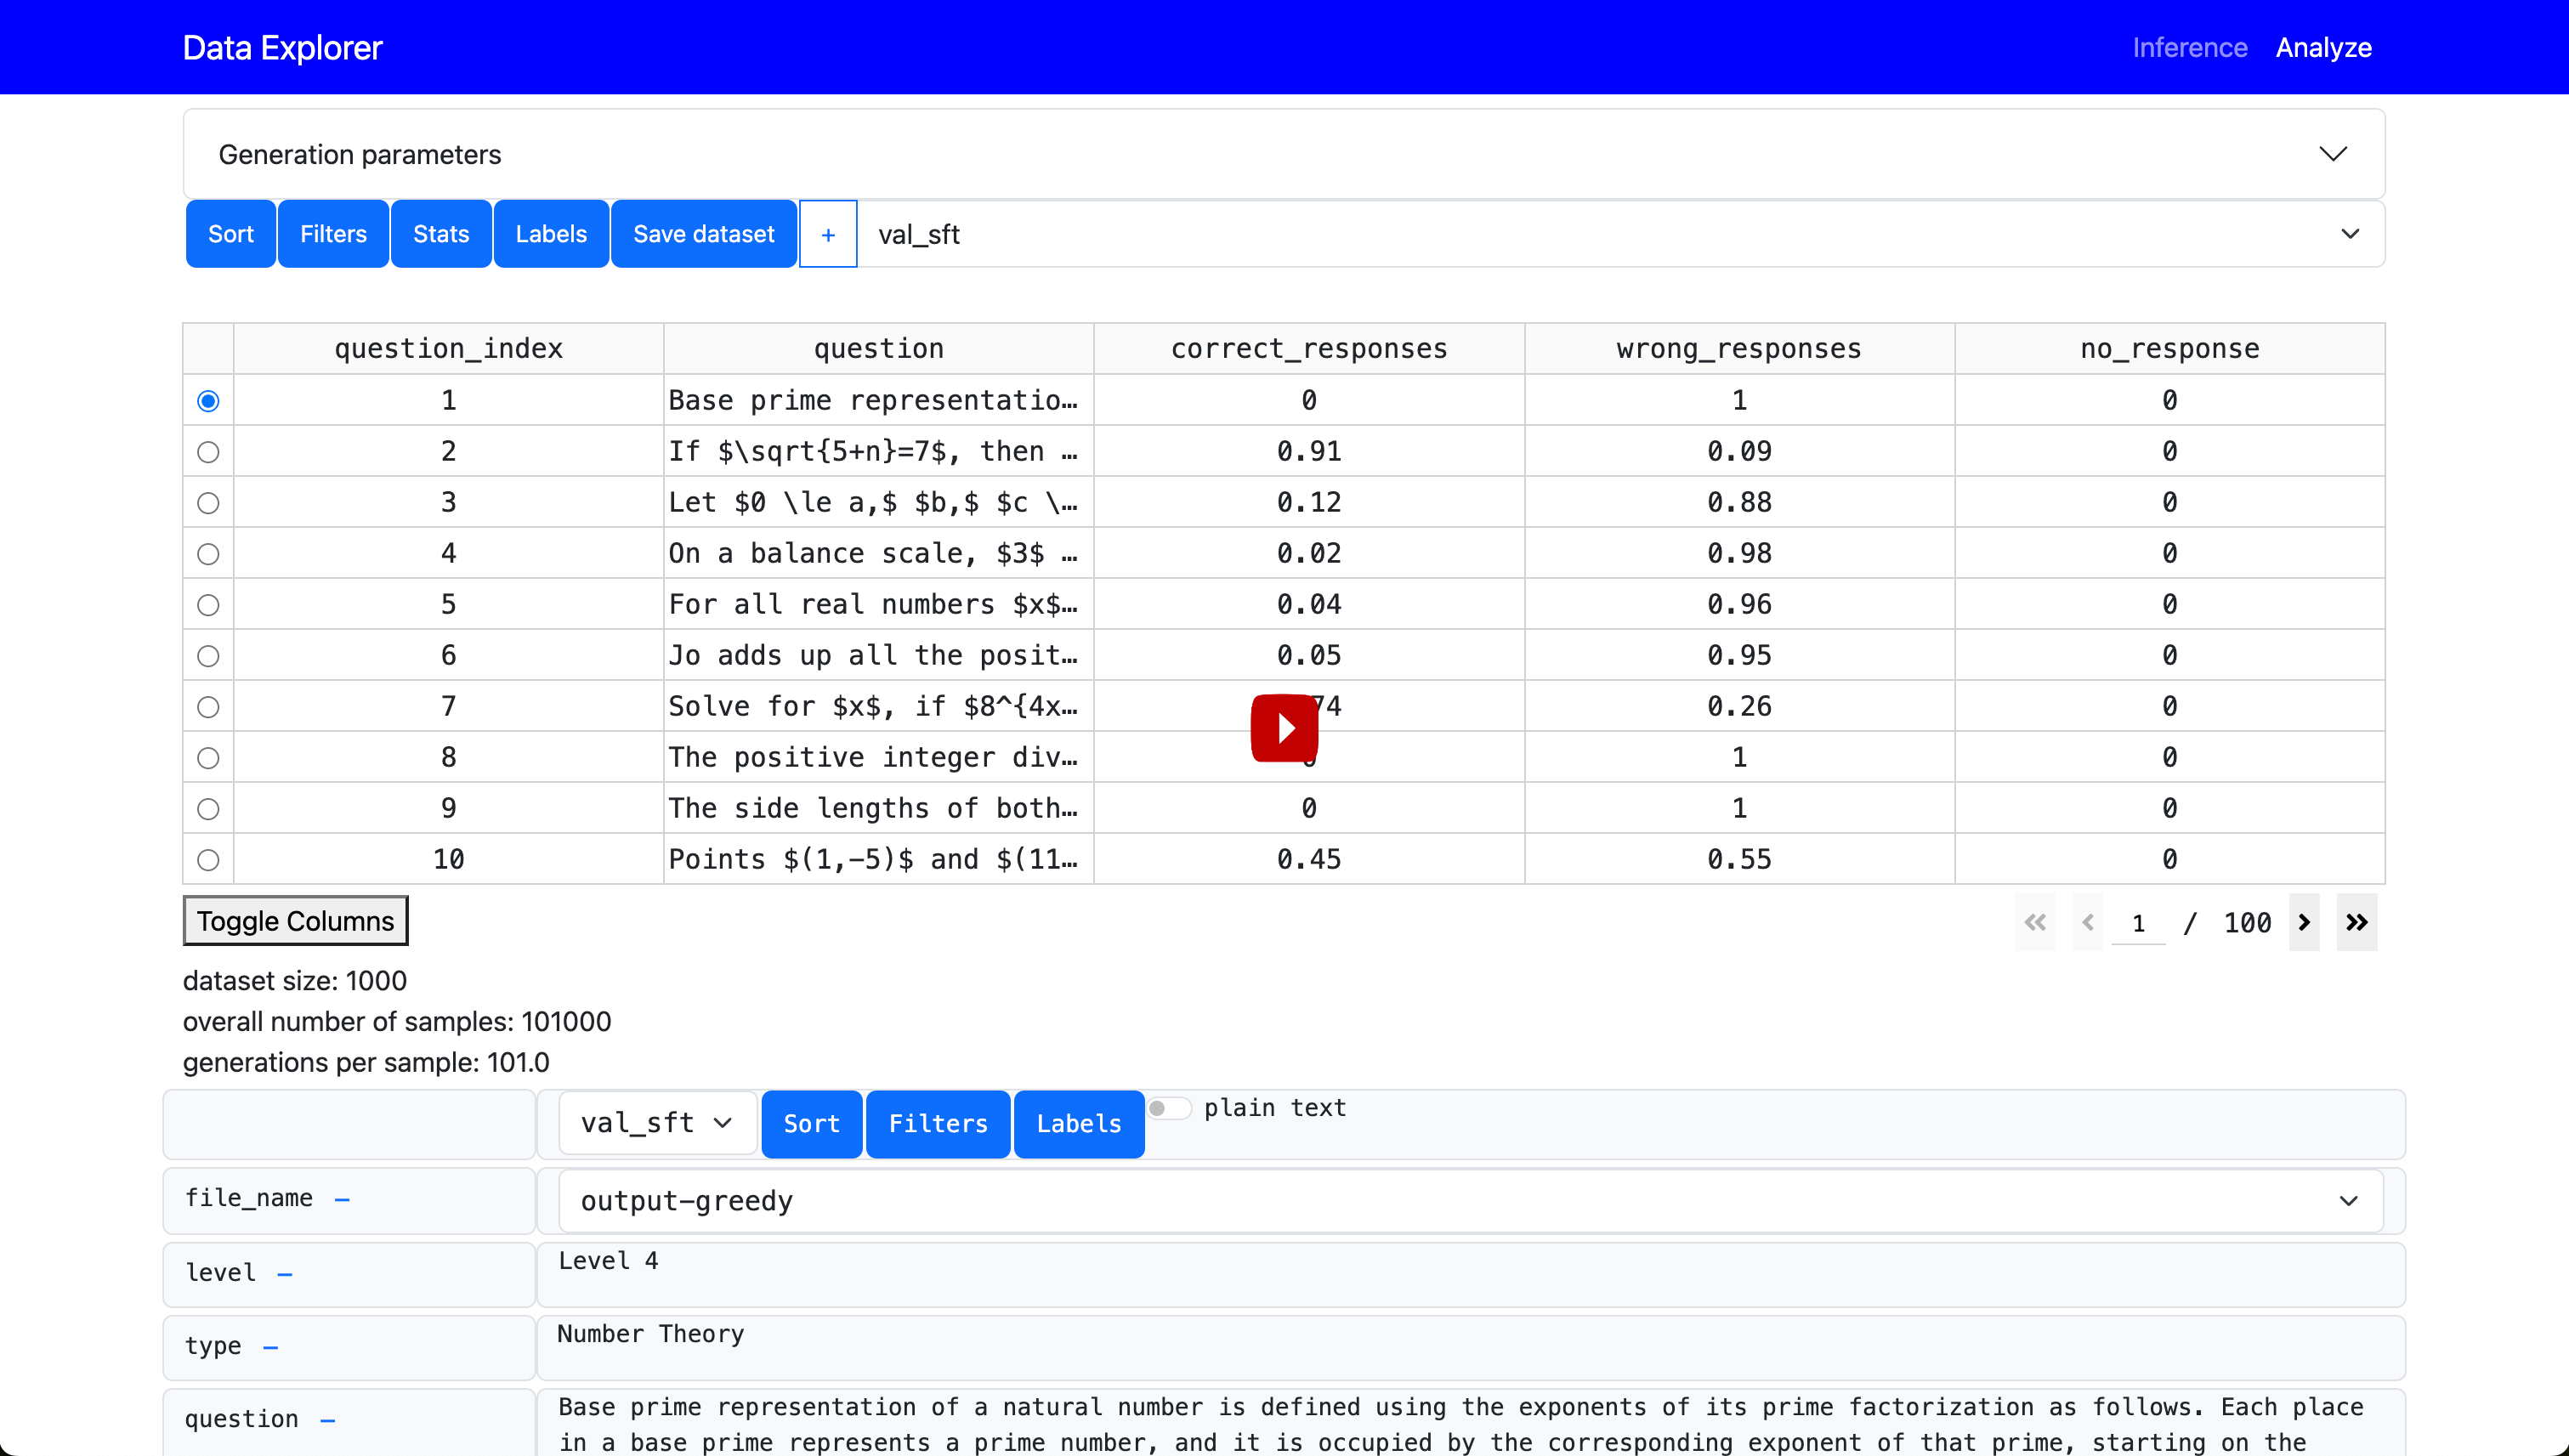 Data Explorer Inference Analyze
Generation parameters
Sort Filters Stats Labels Save dataset + val_sft
question_index question correct_responses wrong_responses no_response
1 Base prime representatio… 0 1 0
2 If $\sqrt{5+n}=7$, then … 0.91 0.09 0
3 Let $0 \le a,$ $b,$ $c \… 0.12 0.88 0
4 On a balance scale, $3$ … 0.02 0.98 0
5 For all real numbers $x$… 0.04 0.96 0
6 Jo adds up all the posit… 0.05 0.95 0
7 Solve for $x$, if $8^{4x… 74 0.26 0
8 The positive integer div… 1 0
9 The side lengths of both… 0 1 0
10 Points $(1,-5)$ and $(11… 0.45 0.55 0
Toggle Columns « ‹ 1 / 100 › »
dataset size: 1000
overall number of samples: 101000
generations per sample: 101.0
val_sft Sort Filters Labels plain text
file_name – output-greedy
level – Level 4
type – Number Theory
question – Base prime representation of a natural number is defined using the exponents of its prime factorization as follows. Each place
in a base prime represents a prime number, and it is occupied by the corresponding exponent of that prime, starting on the